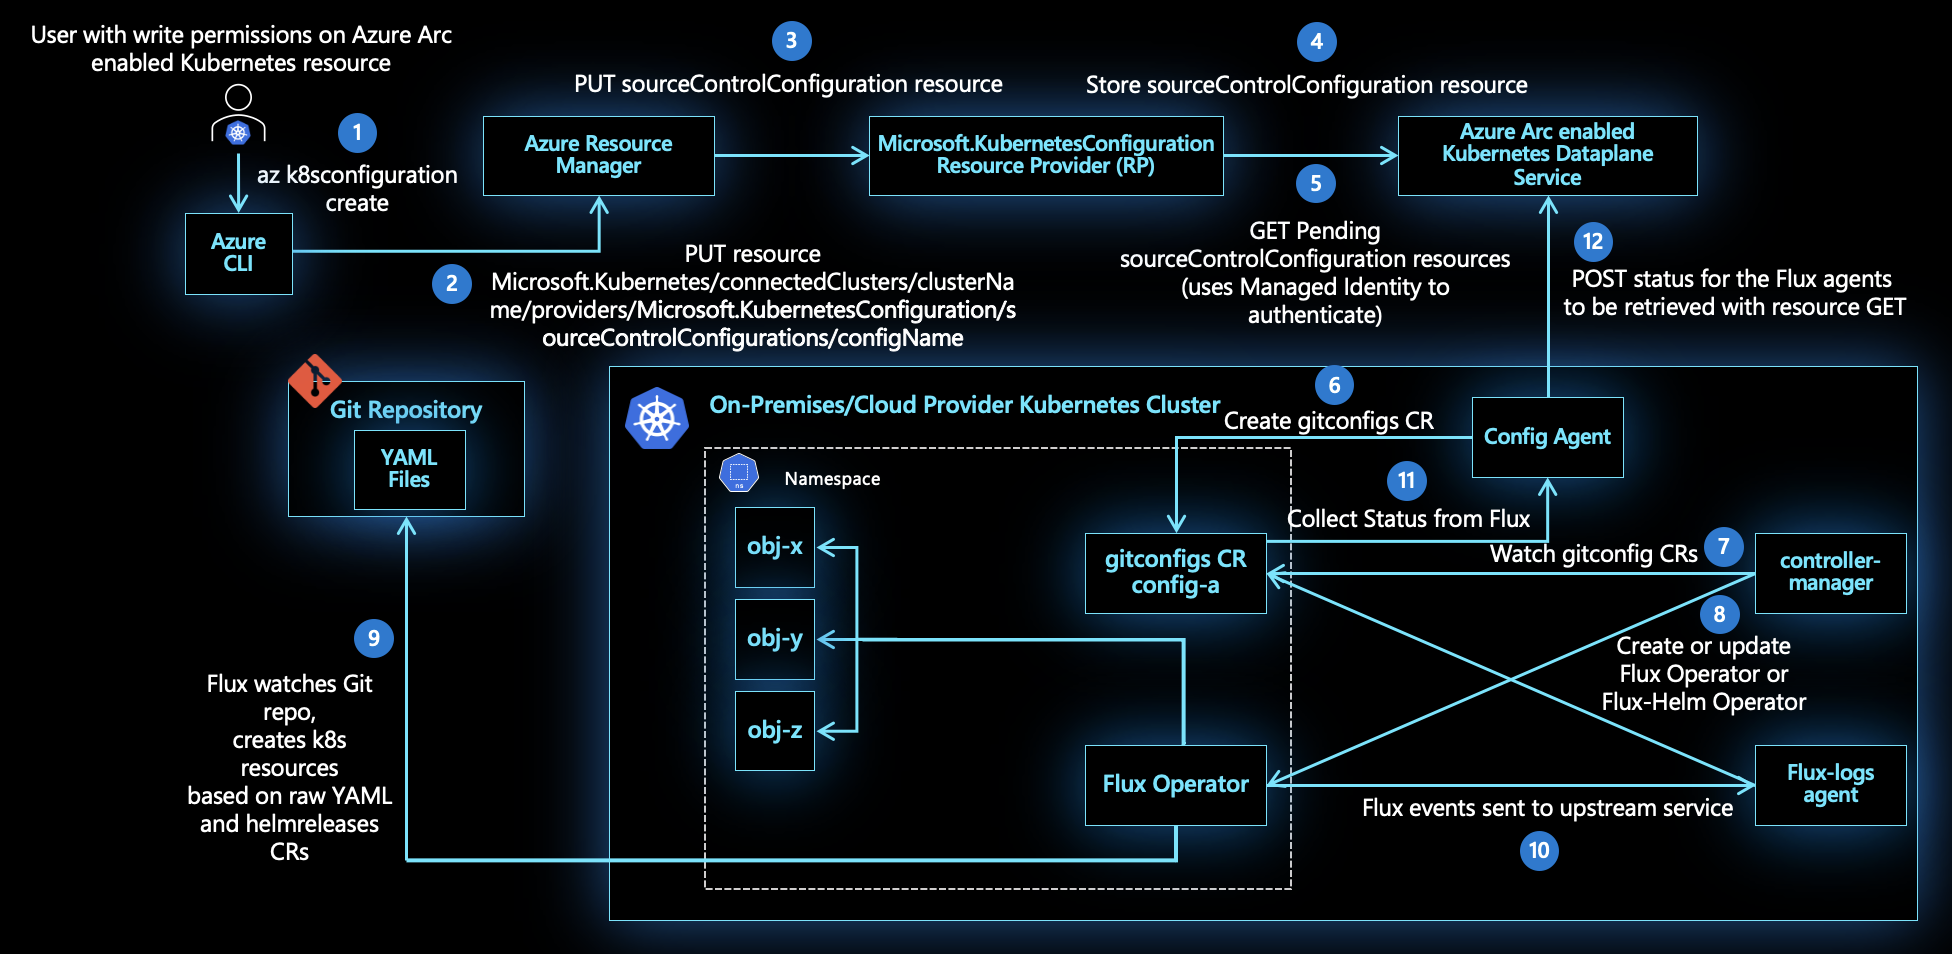 User with write permissions on Azure Arc
enabled Kubernetes resource
1
az k8sconfiguration
create
Azure
CLI
2
PUT resource
Microsoft.Kubernetes/connectedClusters/clusterNa
me/providers/Microsoft.KubernetesConfiguration/s
ourceControlConfigurations/configName
Azure Resource
Manager
3
PUT sourceControlConfiguration resource
Microsoft.KubernetesConfiguration
Resource Provider (RP)
4
Store sourceControlConfiguration resource
Azure Arc enabled
Kubernetes Dataplane
Service
5
GET Pending
sourceControlConfiguration resources
(uses Managed Identity to
authenticate)
12
POST status for the Flux agents
to be retrieved with resource GET
Git Repository
YAML
Files
On-Premises/Cloud Provider Kubernetes Cluster
6
Create gitconfigs CR
Config Agent
ns
Namespace
11
Collect Status from Flux
obj-x
obj-y
obj-z
gitconfigs CR
config-a
Watch gitconfig CRs
7
controller-
manager
8
Create or update
Flux Operator or
Flux-Helm Operator
9
Flux watches Git
repo,
creates k8s
resources
based on raw YAML
and helmreleases
CRs
Flux Operator
Flux events sent to upstream service
10
Flux-logs
agent